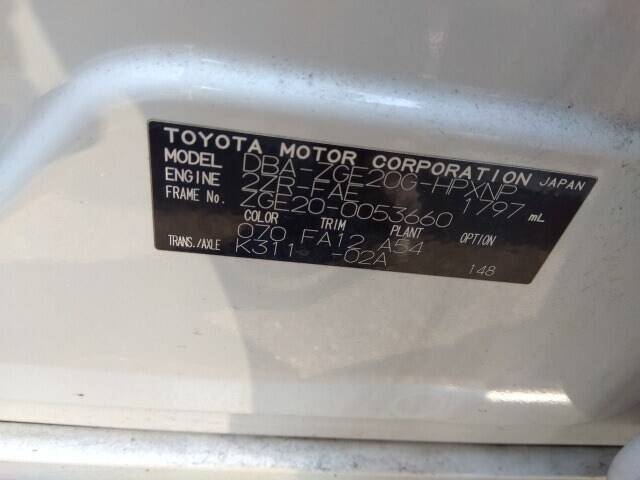 TOYOTA MOTOR CORPORATION JAPAN
MODEL DBA-ZGE20G-HPXNP
ENGINE 2ZR-FAE 1797 mL
FRAME No. ZGE20-0053660
COLOR TRIM PLANT OPTION
070 FA12 A54
TRANS./AXLE K311 -02A 148